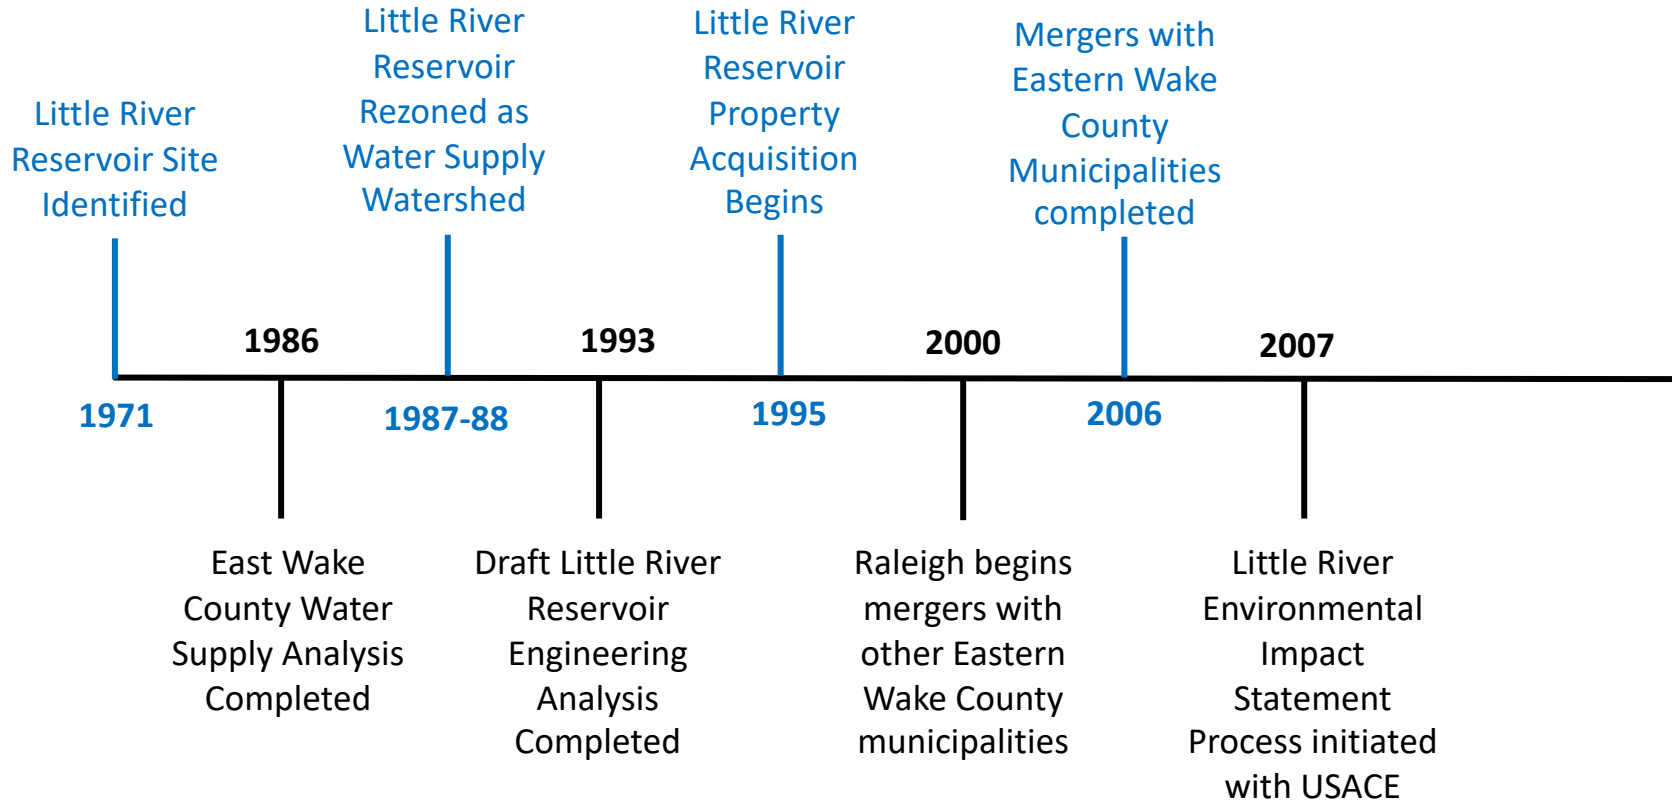 Little River
Reservoir Site
Identified
1971
1986
East Wake
County Water
Supply Analysis
Completed
Little River
Reservoir
Rezoned as
Water Supply
Watershed
1987-88
1993
Draft Little River
Reservoir
Engineering
Analysis
Completed
Little River
Reservoir
Property
Acquisition
Begins
1995
2000
Raleigh begins
mergers with
other Eastern
Wake County
municipalities
Mergers with
Eastern Wake
County
Municipalities
completed
2006
2007
Little River
Environmental
Impact
Statement
Process initiated
with USACE